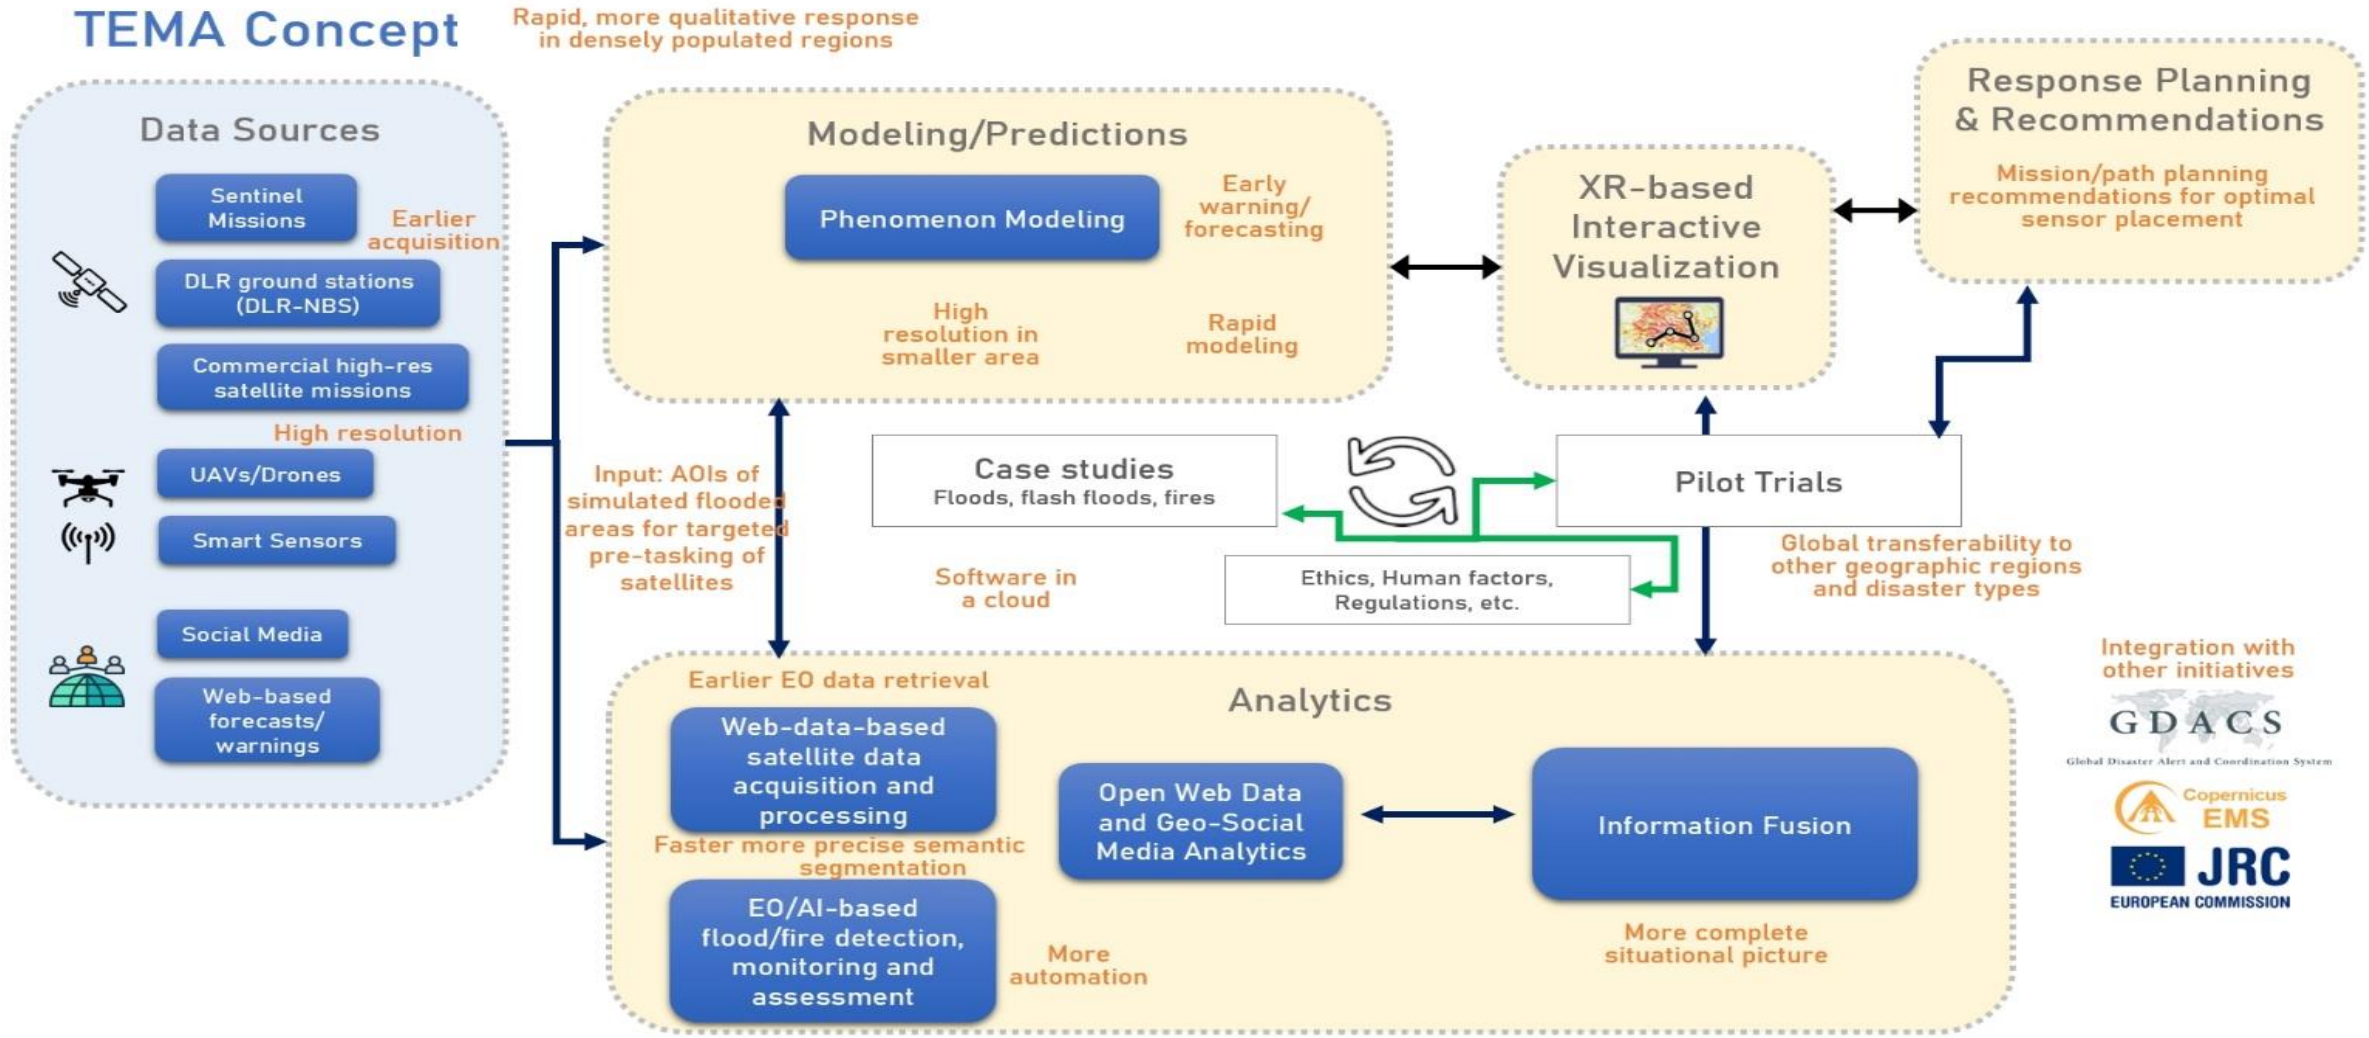 TEMA Concept
Rapid, more qualitative response
in densely populated regions
Data Sources
Sentinel
Missions
Earlier
acquisition
DLR ground stations
(DLR-NBS)
Commercial high-res
satellite missions
High resolution
UAVs/Drones
Smart Sensors
Social Media
Web-based
forecasts/
warnings
Modeling/Predictions
Phenomenon Modeling
Early
warning/
forecasting
High
resolution in
smaller area
Rapid
modeling
XR-based
Interactive
Visualization
Response Planning
& Recommendations
Mission/path planning
recommendations for optimal
sensor placement
Input: AOIs of
simulated flooded
areas for targeted
pre-tasking of
satellites
Case studies
Floods, flash floods, fires
Pilot Trials
Software in
a cloud
Ethics, Human factors,
Regulations, etc.
Global transferability to
other geographic regions
and disaster types
Analytics
Earlier EO data retrieval
Web-data-based
satellite data
acquisition and
processing
Faster more precise semantic
segmentation
EO/AI-based
flood/fire detection,
monitoring and
assessment
More
automation
Open Web Data
and Geo-Social
Media Analytics
Information Fusion
More complete
situational picture
Integration with
other initiatives
GDACS
Global Disaster Alert and Coordination System
Copernicus
EMS
JRC
EUROPEAN COMMISSION